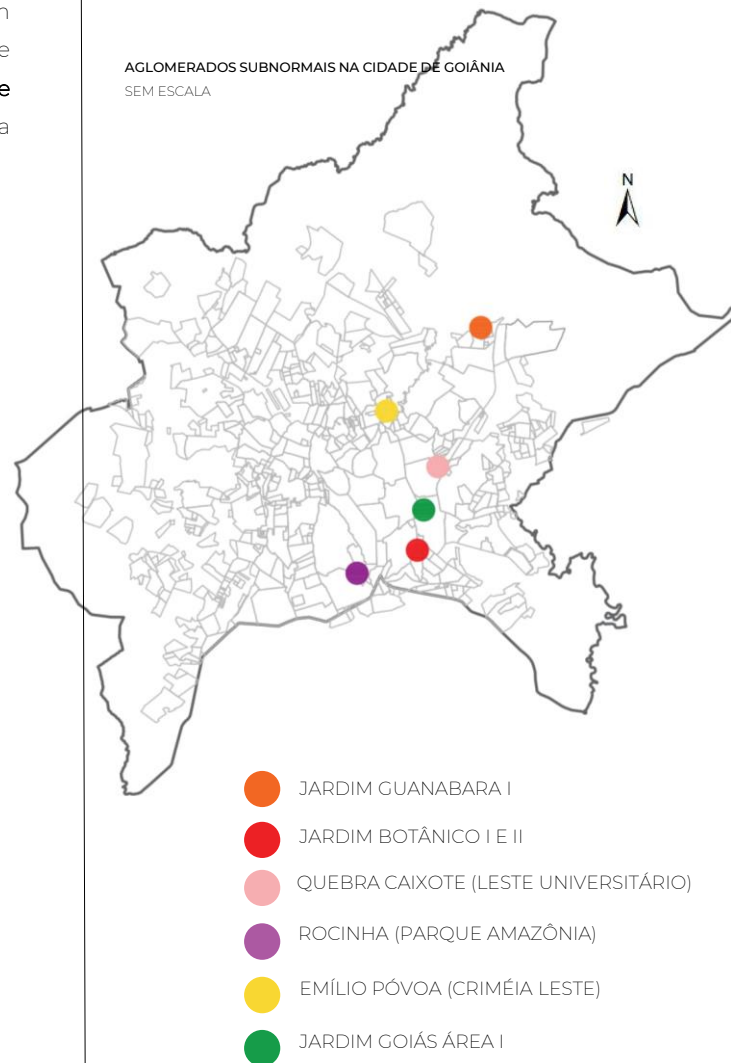 n
e
e
a
AGLOMERADOS SUBNORMAIS NA CIDADE DE GOIÂNIA
SEM ESCALA
N
JARDIM GUANABARA I
JARDIM BOTÂNICO I E II
QUEBRA CAIXOTE (LESTE UNIVERSITÁRIO)
ROCINHA (PARQUE AMAZÔNIA)
EMÍLIO PÓVOA (CRIMÉIA LESTE)
JARDIM GOIÁS ÁREA I